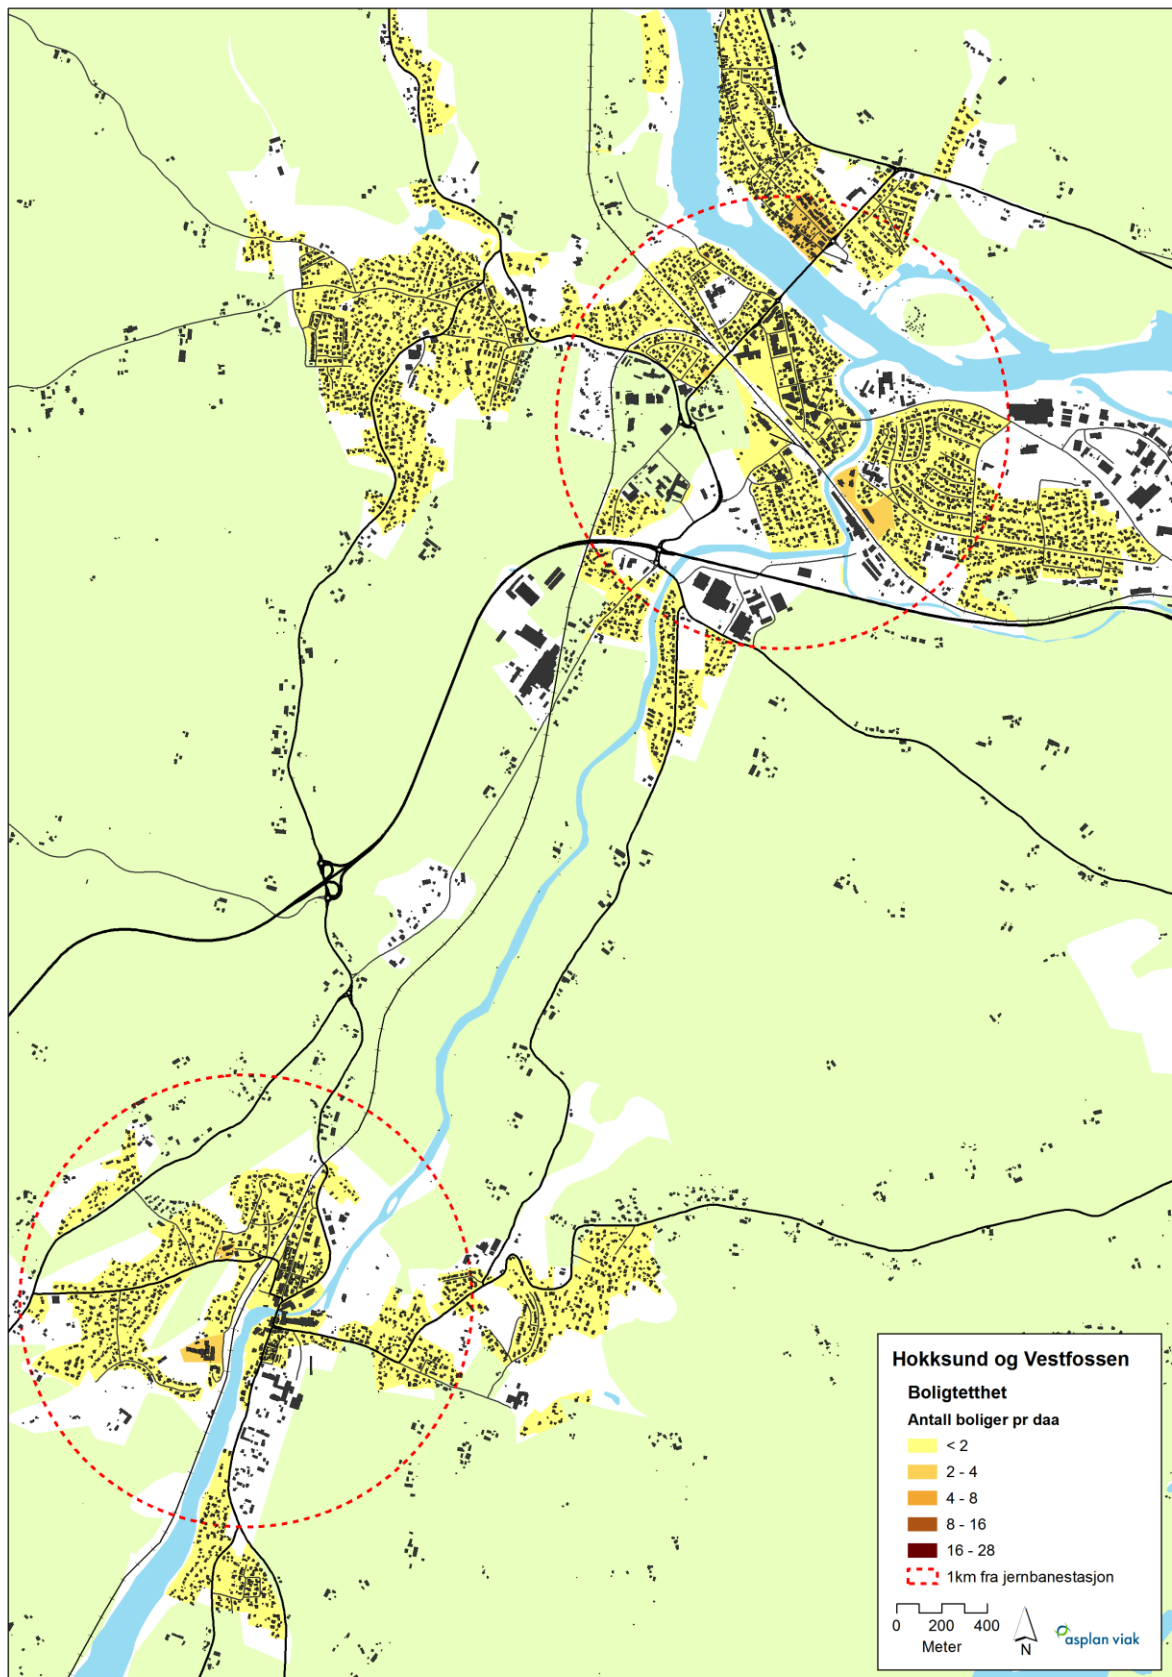 Hokksund og Vestfossen
Boligtetthet
Antall boliger pr daa
< 2
2 - 4
4 - 8
8 - 16
16 - 28
1km fra jernbanestasjon
0 200 400
Meter
N
asplan viak